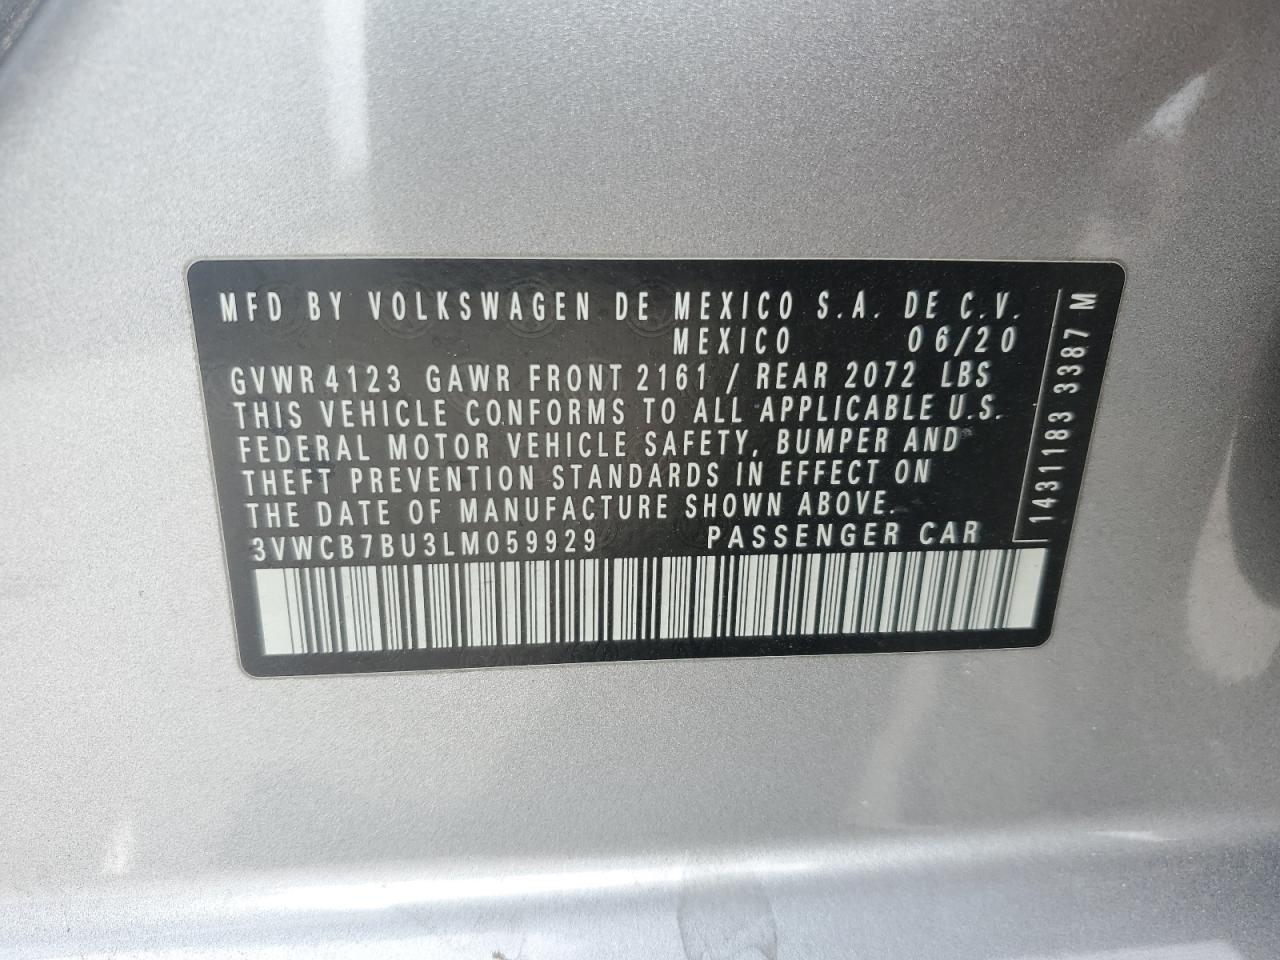 MFD BY VOLKSWAGEN DE MEXICO S.A. DE C.V.
MEXICO 06/20
GVWR 4123 GAWR FRONT 2161 / REAR 2072 LBS
THIS VEHICLE CONFORMS TO ALL APPLICABLE U.S.
FEDERAL MOTOR VEHICLE SAFETY, BUMPER AND
THEFT PREVENTION STANDARDS IN EFFECT ON
THE DATE OF MANUFACTURE SHOWN ABOVE.
3VWCB7BU3LM059929 PASSENGER CAR
1431183 3387 M